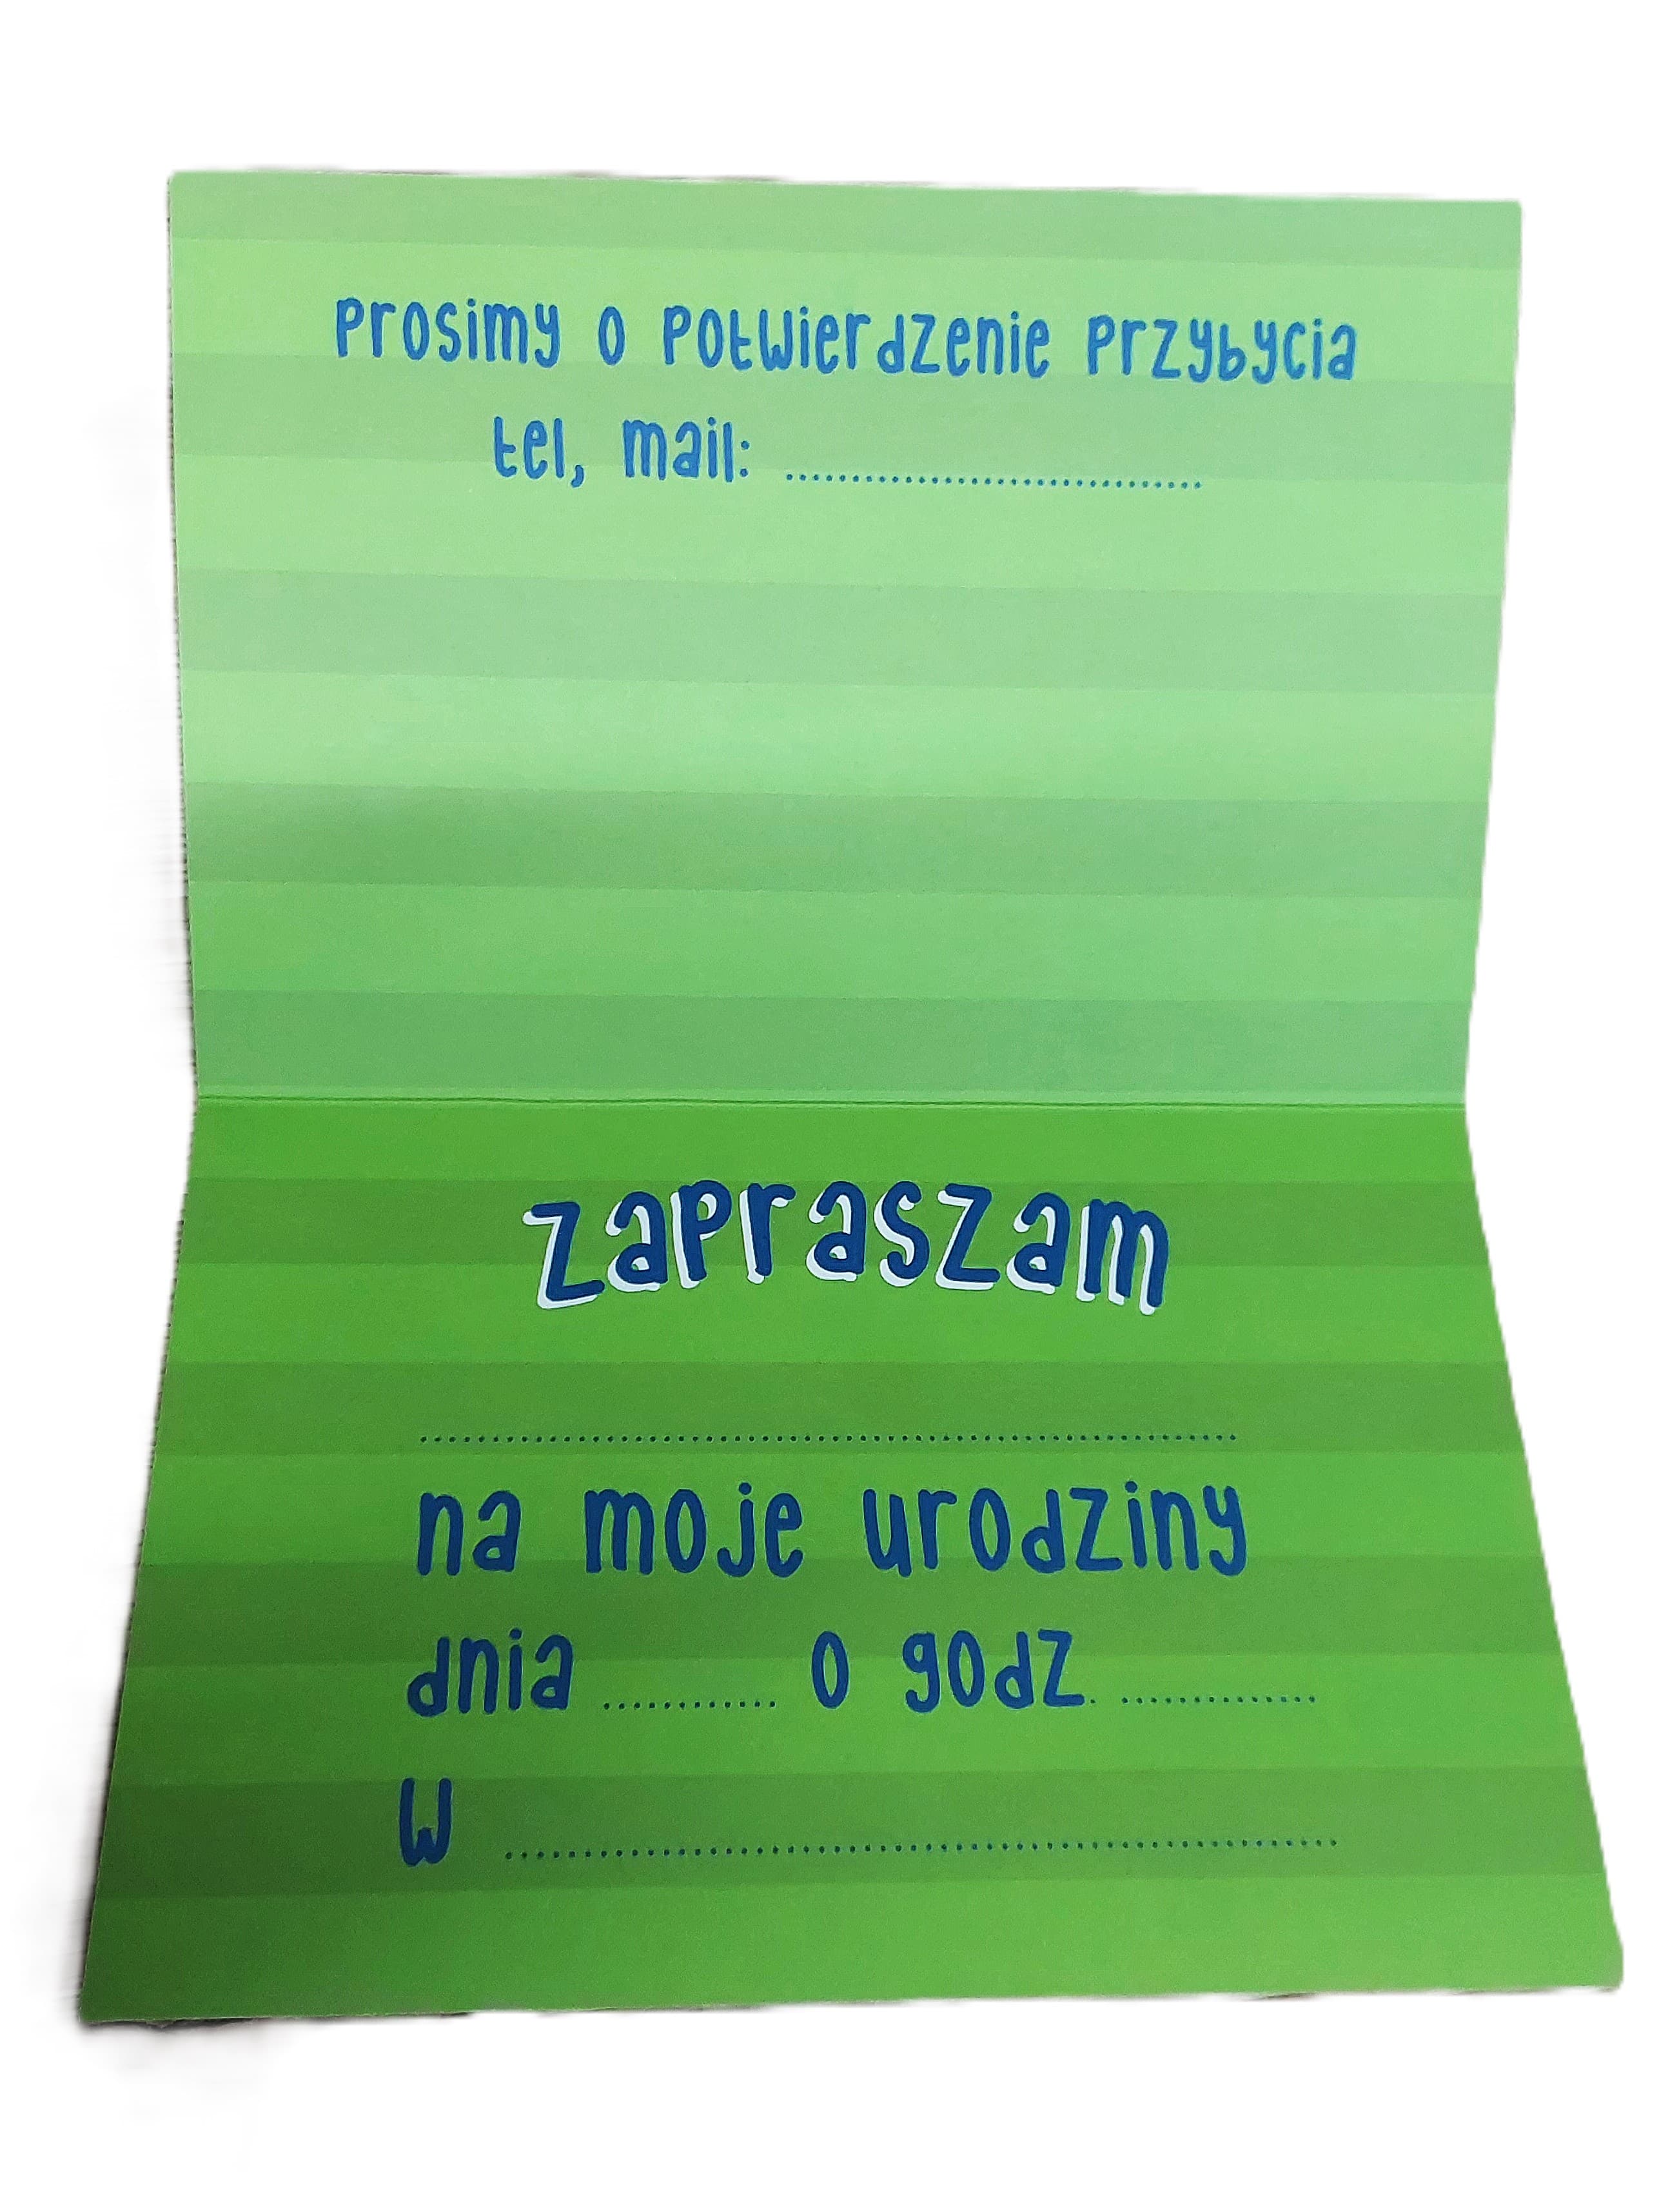 Prosimy o potwierdzenie przybycia
tel, mail: ................................
zapraszam
................................................................
na moje urodziny
dnia .............. o godz. ................
w ................................................................